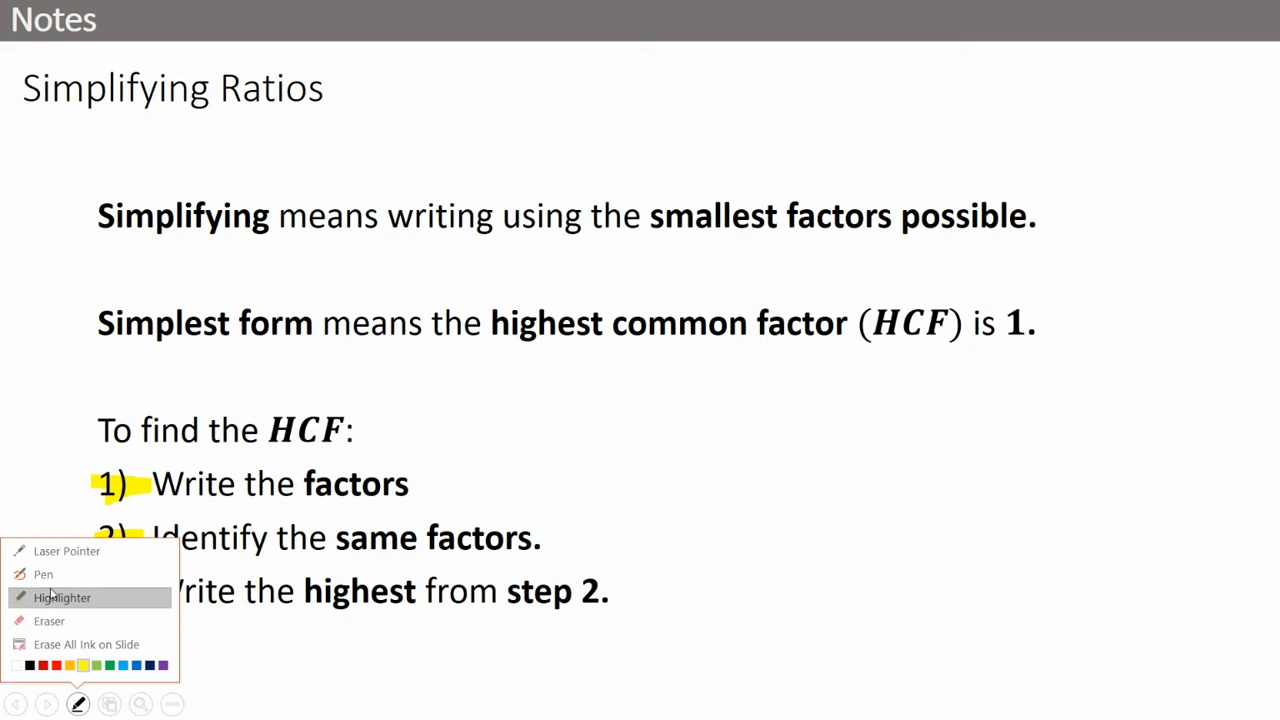 Notes
Simplifying Ratios
Simplifying means writing using the smallest factors possible.
Simplest form means the highest common factor (HCF) is 1.
To find the HCF:
1) Write the factors
2) Identify the same factors.
rite the highest from step 2.
Laser Pointer
Pen
Highlighter
Eraser
Erase All Ink on Slide